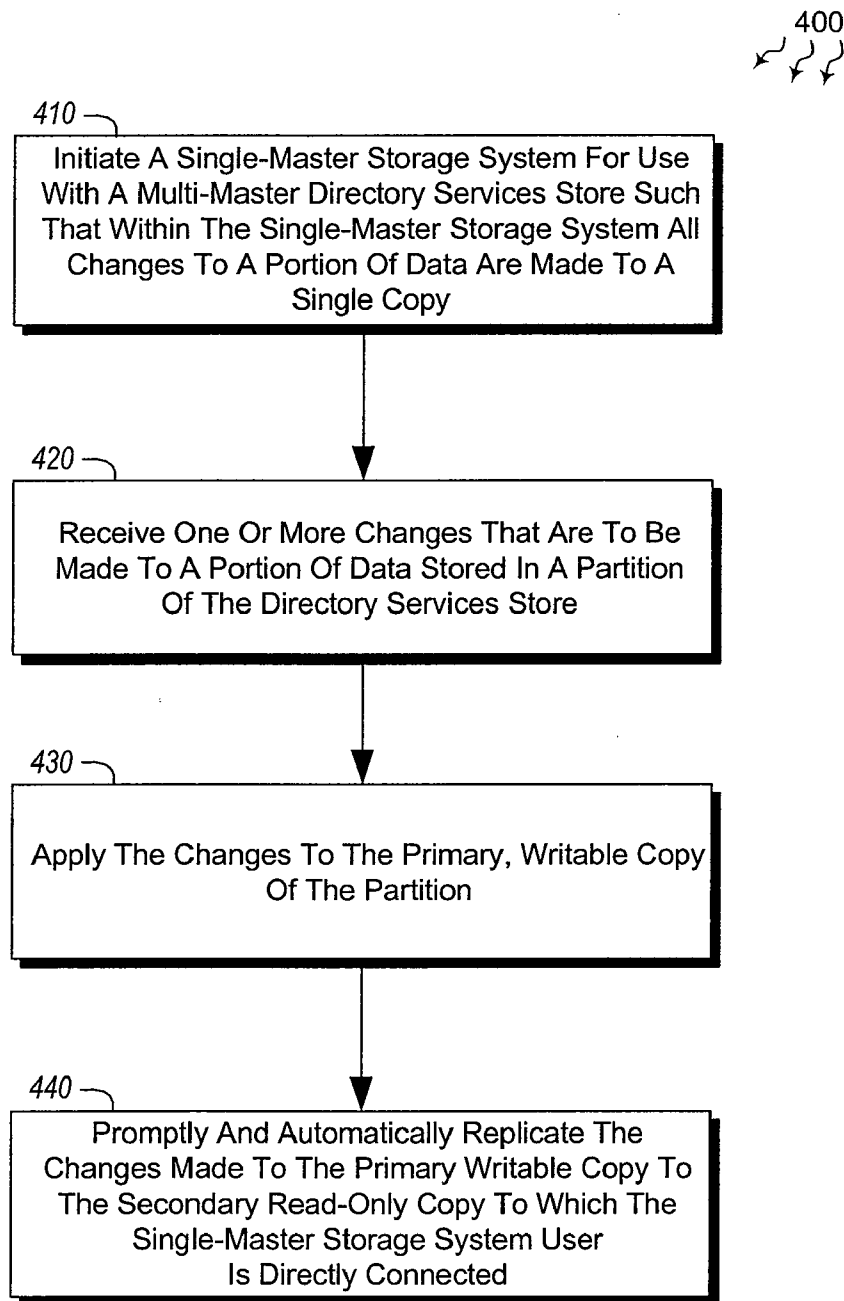 400
410
Initiate A Single-Master Storage System For Use
With A Multi-Master Directory Services Store Such
That Within The Single-Master Storage System All
Changes To A Portion Of Data Are Made To A
Single Copy
420
Receive One Or More Changes That Are To Be
Made To A Portion Of Data Stored In A Partition
Of The Directory Services Store
430
Apply The Changes To The Primary, Writable Copy
Of The Partition
440
Promptly And Automatically Replicate The
Changes Made To The Primary Writable Copy To
The Secondary Read-Only Copy To Which The
Single-Master Storage System User
Is Directly Connected